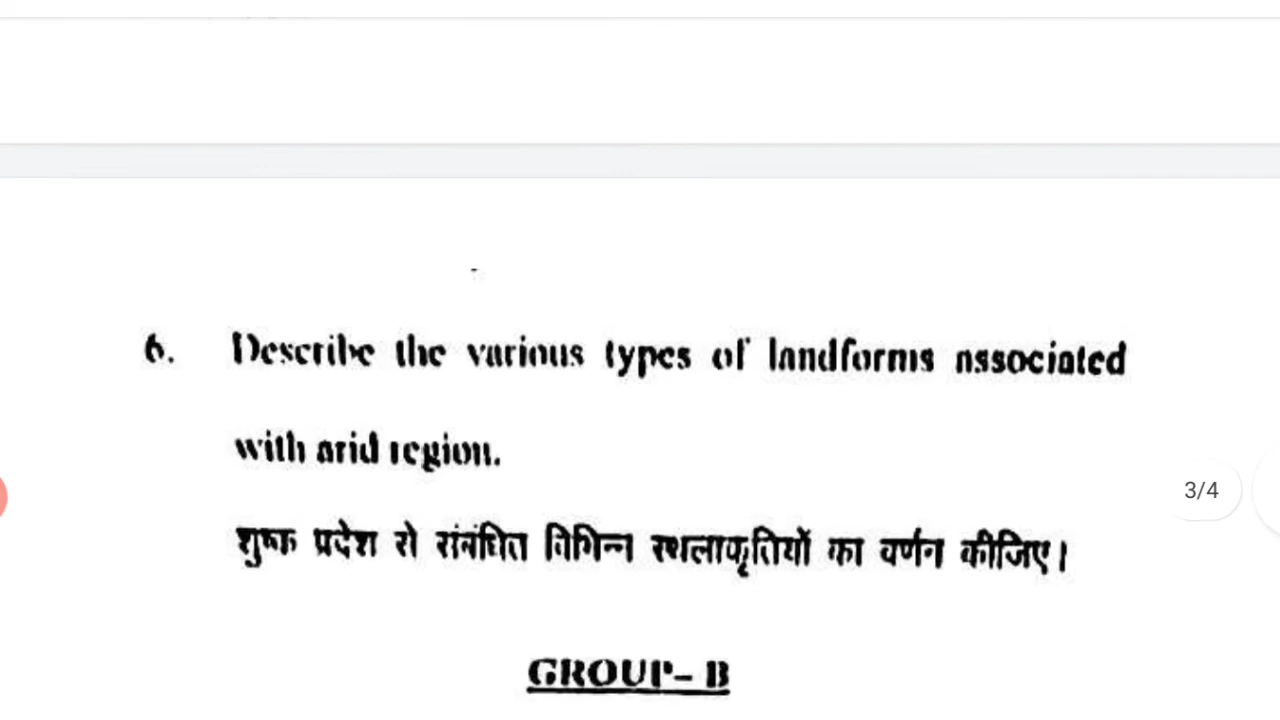 6. Describe the various types of landforms associated
with arid region.
3/4
शुष्क प्रदेश से संबंधित विभिन्न स्थलाकृतियों का वर्णन कीजिए।
GROUP- B